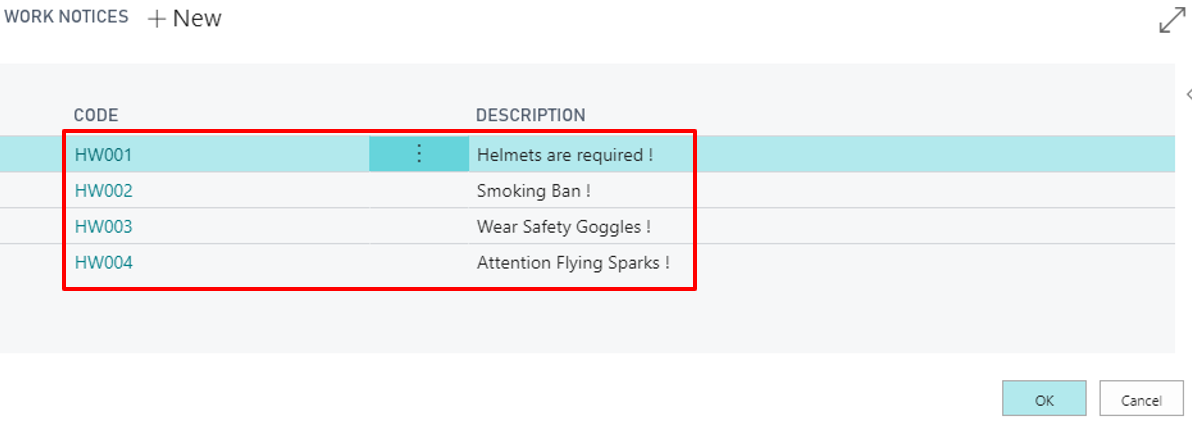 WORK NOTICES + New
CODE DESCRIPTION
HW001 Helmets are required !
HW002 Smoking Ban !
HW003 Wear Safety Goggles !
HW004 Attention Flying Sparks !
OK Cancel